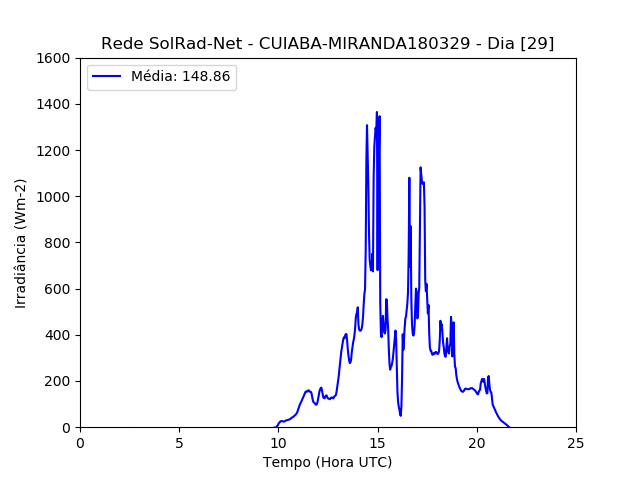 Rede SolRad-Net - CUIABA-MIRANDA180329 - Dia [29]
Média: 148.86
Irradiância (Wm-2)
1600
1400
1200
1000
800
600
400
200
0
0 5 10 15 20 25
Tempo (Hora UTC)